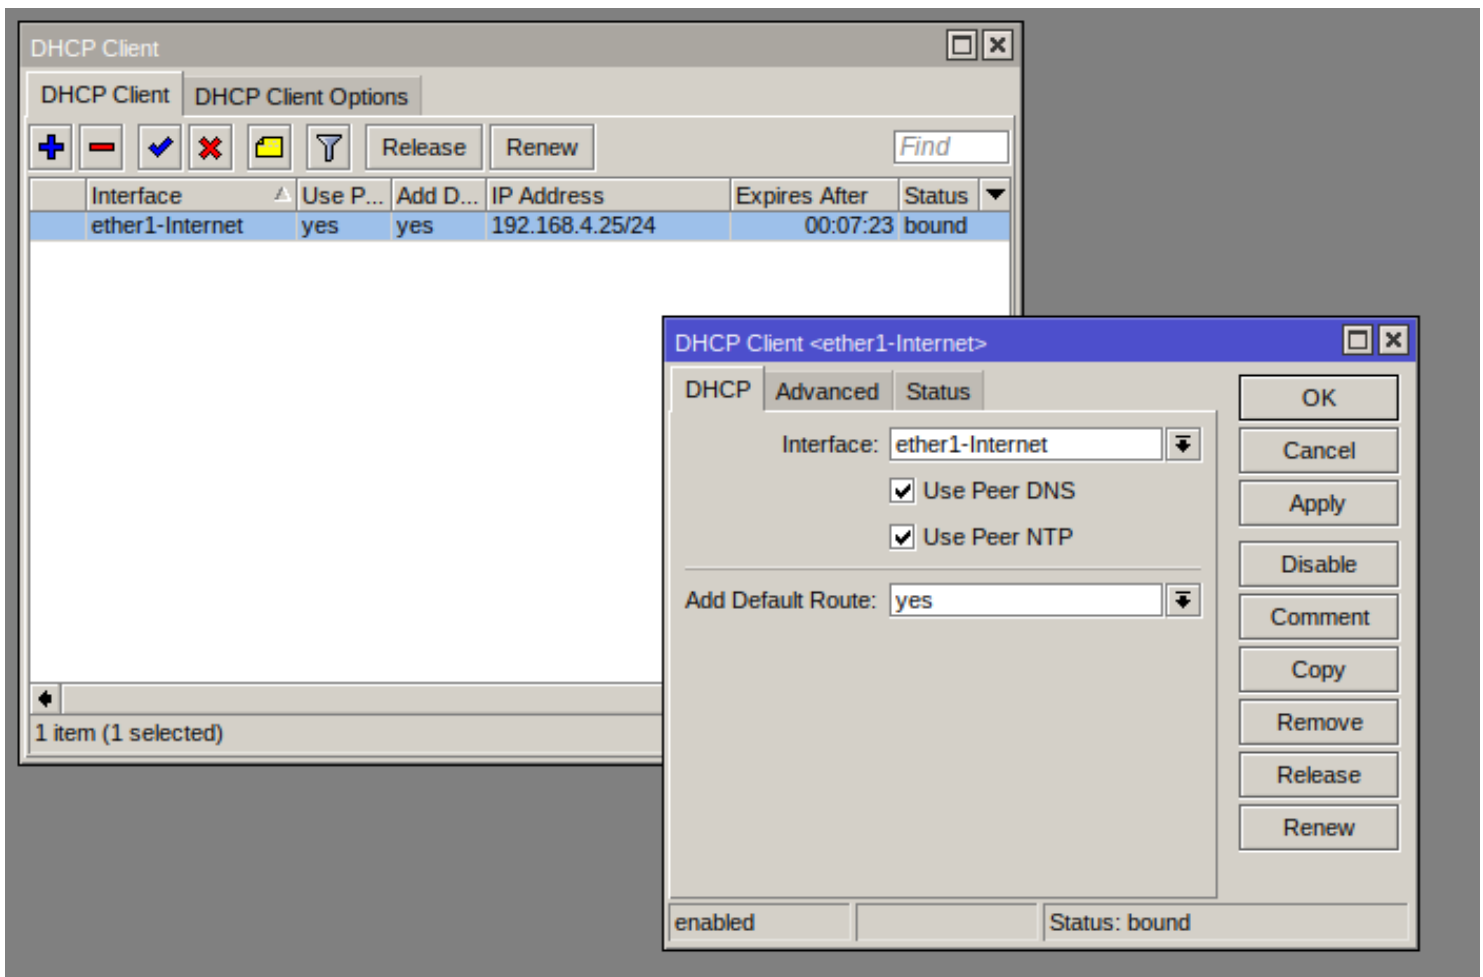 DHCP Client
DHCP Client DHCP Client Options
Release Renew Find
Interface Use P... Add D... IP Address Expires After Status
ether1-Internet yes yes 192.168.4.25/24 00:07:23 bound
1 item (1 selected)
DHCP Client <ether1-Internet>
DHCP Advanced Status
Interface: ether1-Internet
Use Peer DNS
Use Peer NTP
Add Default Route: yes
OK
Cancel
Apply
Disable
Comment
Copy
Remove
Release
Renew
enabled Status: bound